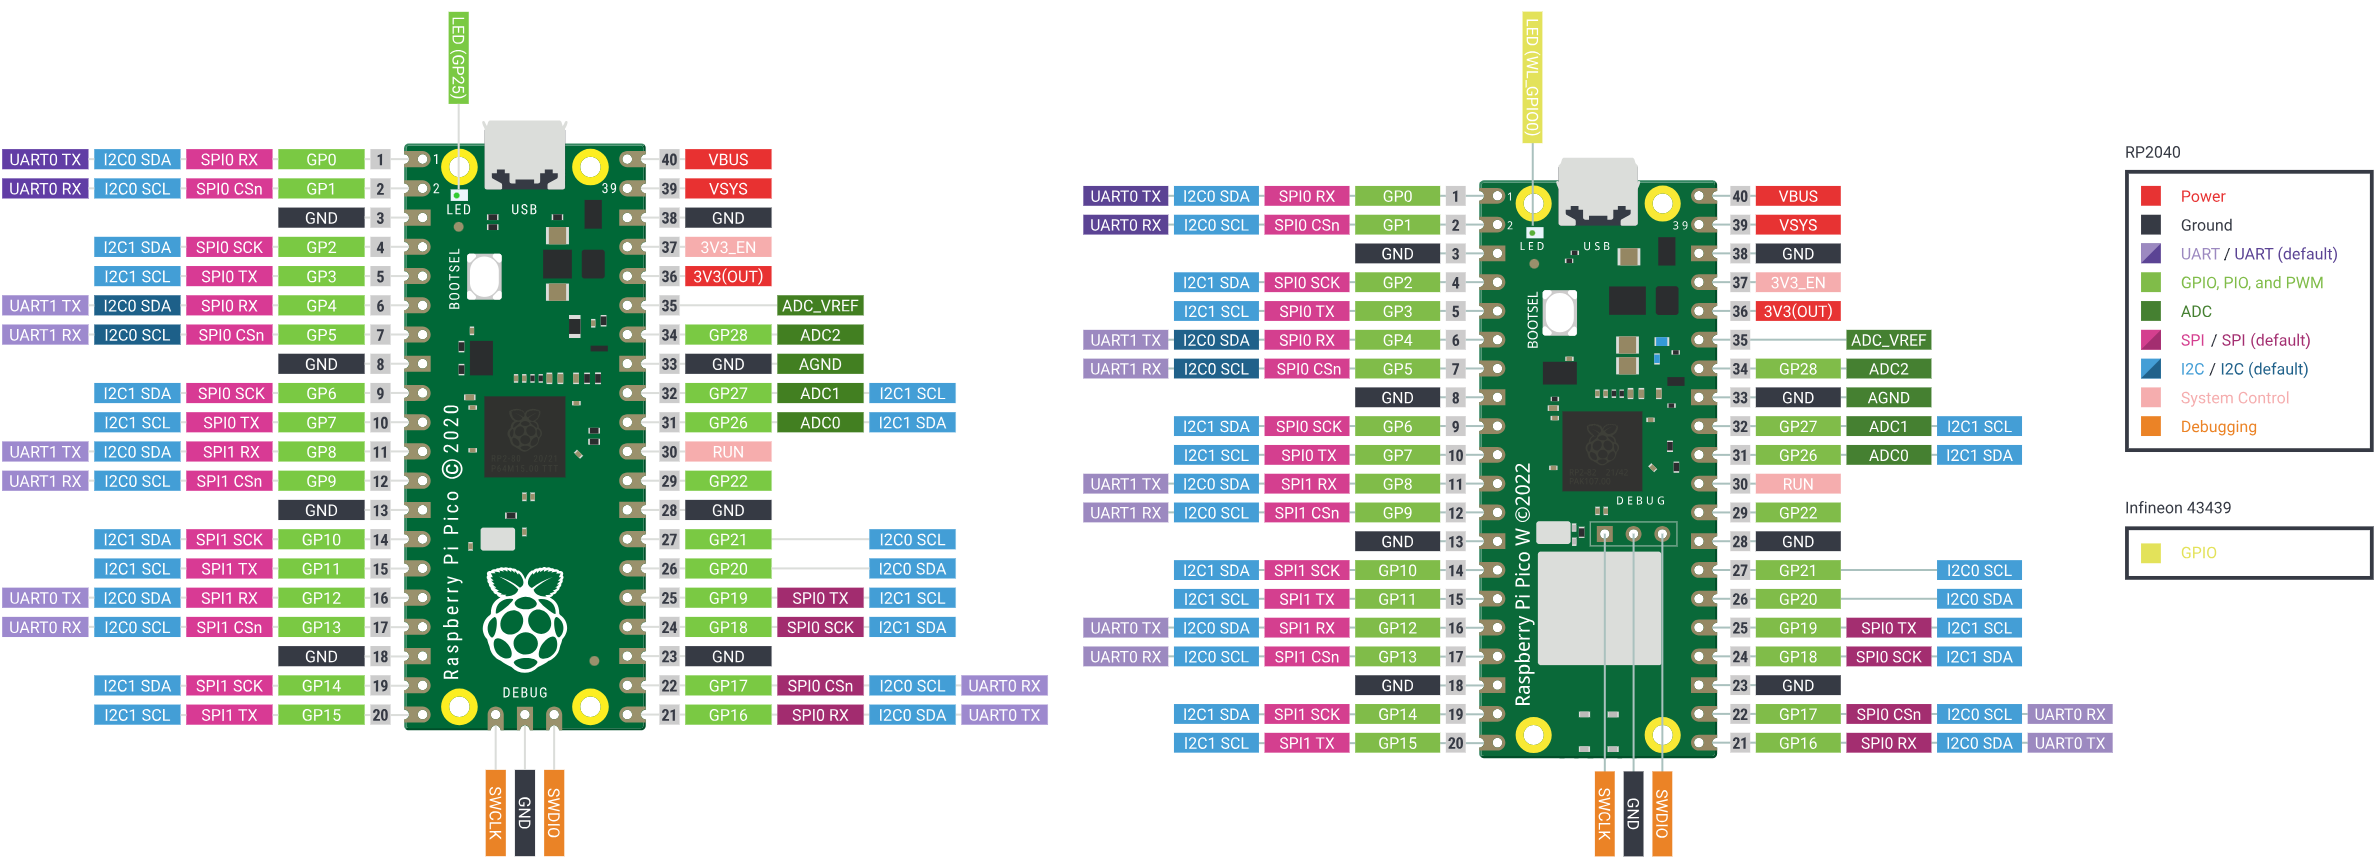 LED (GP25)
UART0 TX I2C0 SDA SPI0 RX GP0 1
UART0 RX I2C0 SCL SPI0 CSn GP1 2
GND 3
I2C1 SDA SPI0 SCK GP2 4
I2C1 SCL SPI0 TX GP3 5
UART1 TX I2C0 SDA SPI0 RX GP4 6
UART1 RX I2C0 SCL SPI0 CSn GP5 7
GND 8
I2C1 SDA SPI0 SCK GP6 9
I2C1 SCL SPI0 TX GP7 10
UART1 TX I2C0 SDA SPI1 RX GP8 11
UART1 RX I2C0 SCL SPI1 CSn GP9 12
GND 13
I2C1 SDA SPI1 SCK GP10 14
I2C1 SCL SPI1 TX GP11 15
UART0 TX I2C0 SDA SPI1 RX GP12 16
UART0 RX I2C0 SCL SPI1 CSn GP13 17
GND 18
I2C1 SDA SPI1 SCK GP14 19
I2C1 SCL SPI1 TX GP15 20
1
2
39
LED
USB
BOOTSEL
Raspberry Pi Pico ©2020
DEBUG
40 VBUS
39 VSYS
38 GND
37 3V3_EN
36 3V3(OUT)
35 ADC_VREF
34 GP28 ADC2
33 GND AGND
32 GP27 ADC1 I2C1 SCL
31 GP26 ADC0 I2C1 SDA
30 RUN
29 GP22
28 GND
27 GP21 I2C0 SCL
26 GP20 I2C0 SDA
25 GP19 SPI0 TX I2C1 SCL
24 GP18 SPI0 SCK I2C1 SDA
23 GND
22 GP17 SPI0 CSn I2C0 SCL UART0 RX
21 GP16 SPI0 RX I2C0 SDA UART0 TX
SWCLK
GND
SWDIO
LED (WL_GPIO0)
UART0 TX I2C0 SDA SPI0 RX GP0 1
UART0 RX I2C0 SCL SPI0 CSn GP1 2
GND 3
I2C1 SDA SPI0 SCK GP2 4
I2C1 SCL SPI0 TX GP3 5
UART1 TX I2C0 SDA SPI0 RX GP4 6
UART1 RX I2C0 SCL SPI0 CSn GP5 7
GND 8
I2C1 SDA SPI0 SCK GP6 9
I2C1 SCL SPI0 TX GP7 10
UART1 TX I2C0 SDA SPI1 RX GP8 11
UART1 RX I2C0 SCL SPI1 CSn GP9 12
GND 13
I2C1 SDA SPI1 SCK GP10 14
I2C1 SCL SPI1 TX GP11 15
UART0 TX I2C0 SDA SPI1 RX GP12 16
UART0 RX I2C0 SCL SPI1 CSn GP13 17
GND 18
I2C1 SDA SPI1 SCK GP14 19
I2C1 SCL SPI1 TX GP15 20
1
2
39
LED
USB
BOOTSEL
DEBUG
Raspberry Pi Pico W ©2022
40 VBUS
39 VSYS
38 GND
37 3V3_EN
36 3V3(OUT)
35 ADC_VREF
34 GP28 ADC2
33 GND AGND
32 GP27 ADC1 I2C1 SCL
31 GP26 ADC0 I2C1 SDA
30 RUN
29 GP22
28 GND
27 GP21 I2C0 SCL
26 GP20 I2C0 SDA
25 GP19 SPI0 TX I2C1 SCL
24 GP18 SPI0 SCK I2C1 SDA
23 GND
22 GP17 SPI0 CSn I2C0 SCL UART0 RX
21 GP16 SPI0 RX I2C0 SDA UART0 TX
SWCLK
GND
SWDIO
RP2040
Power
Ground
UART / UART (default)
GPIO, PIO, and PWM
ADC
SPI / SPI (default)
I2C / I2C (default)
System Control
Debugging
Infineon 43439
GPIO